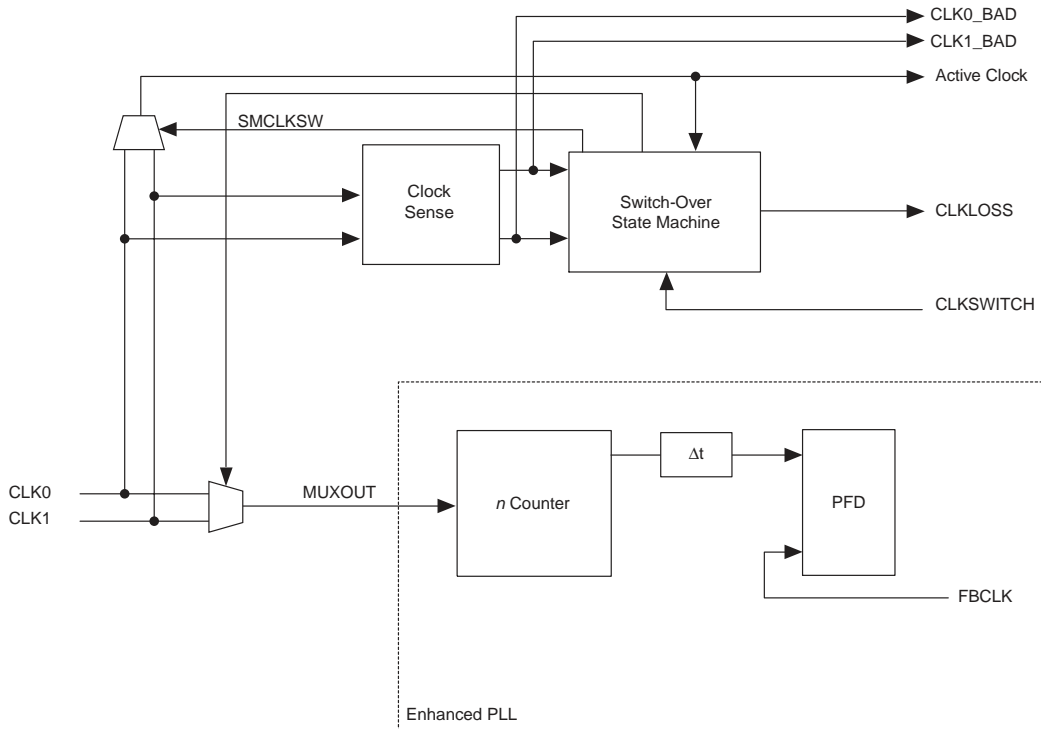 CLK0_BAD
CLK1_BAD
Active Clock
SMCLKSW
Clock
Sense
Switch-Over
State Machine
CLKLOSS
CLKSWITCH
CLK0
CLK1
MUXOUT
n Counter
Δt
PFD
FBCLK
Enhanced PLL